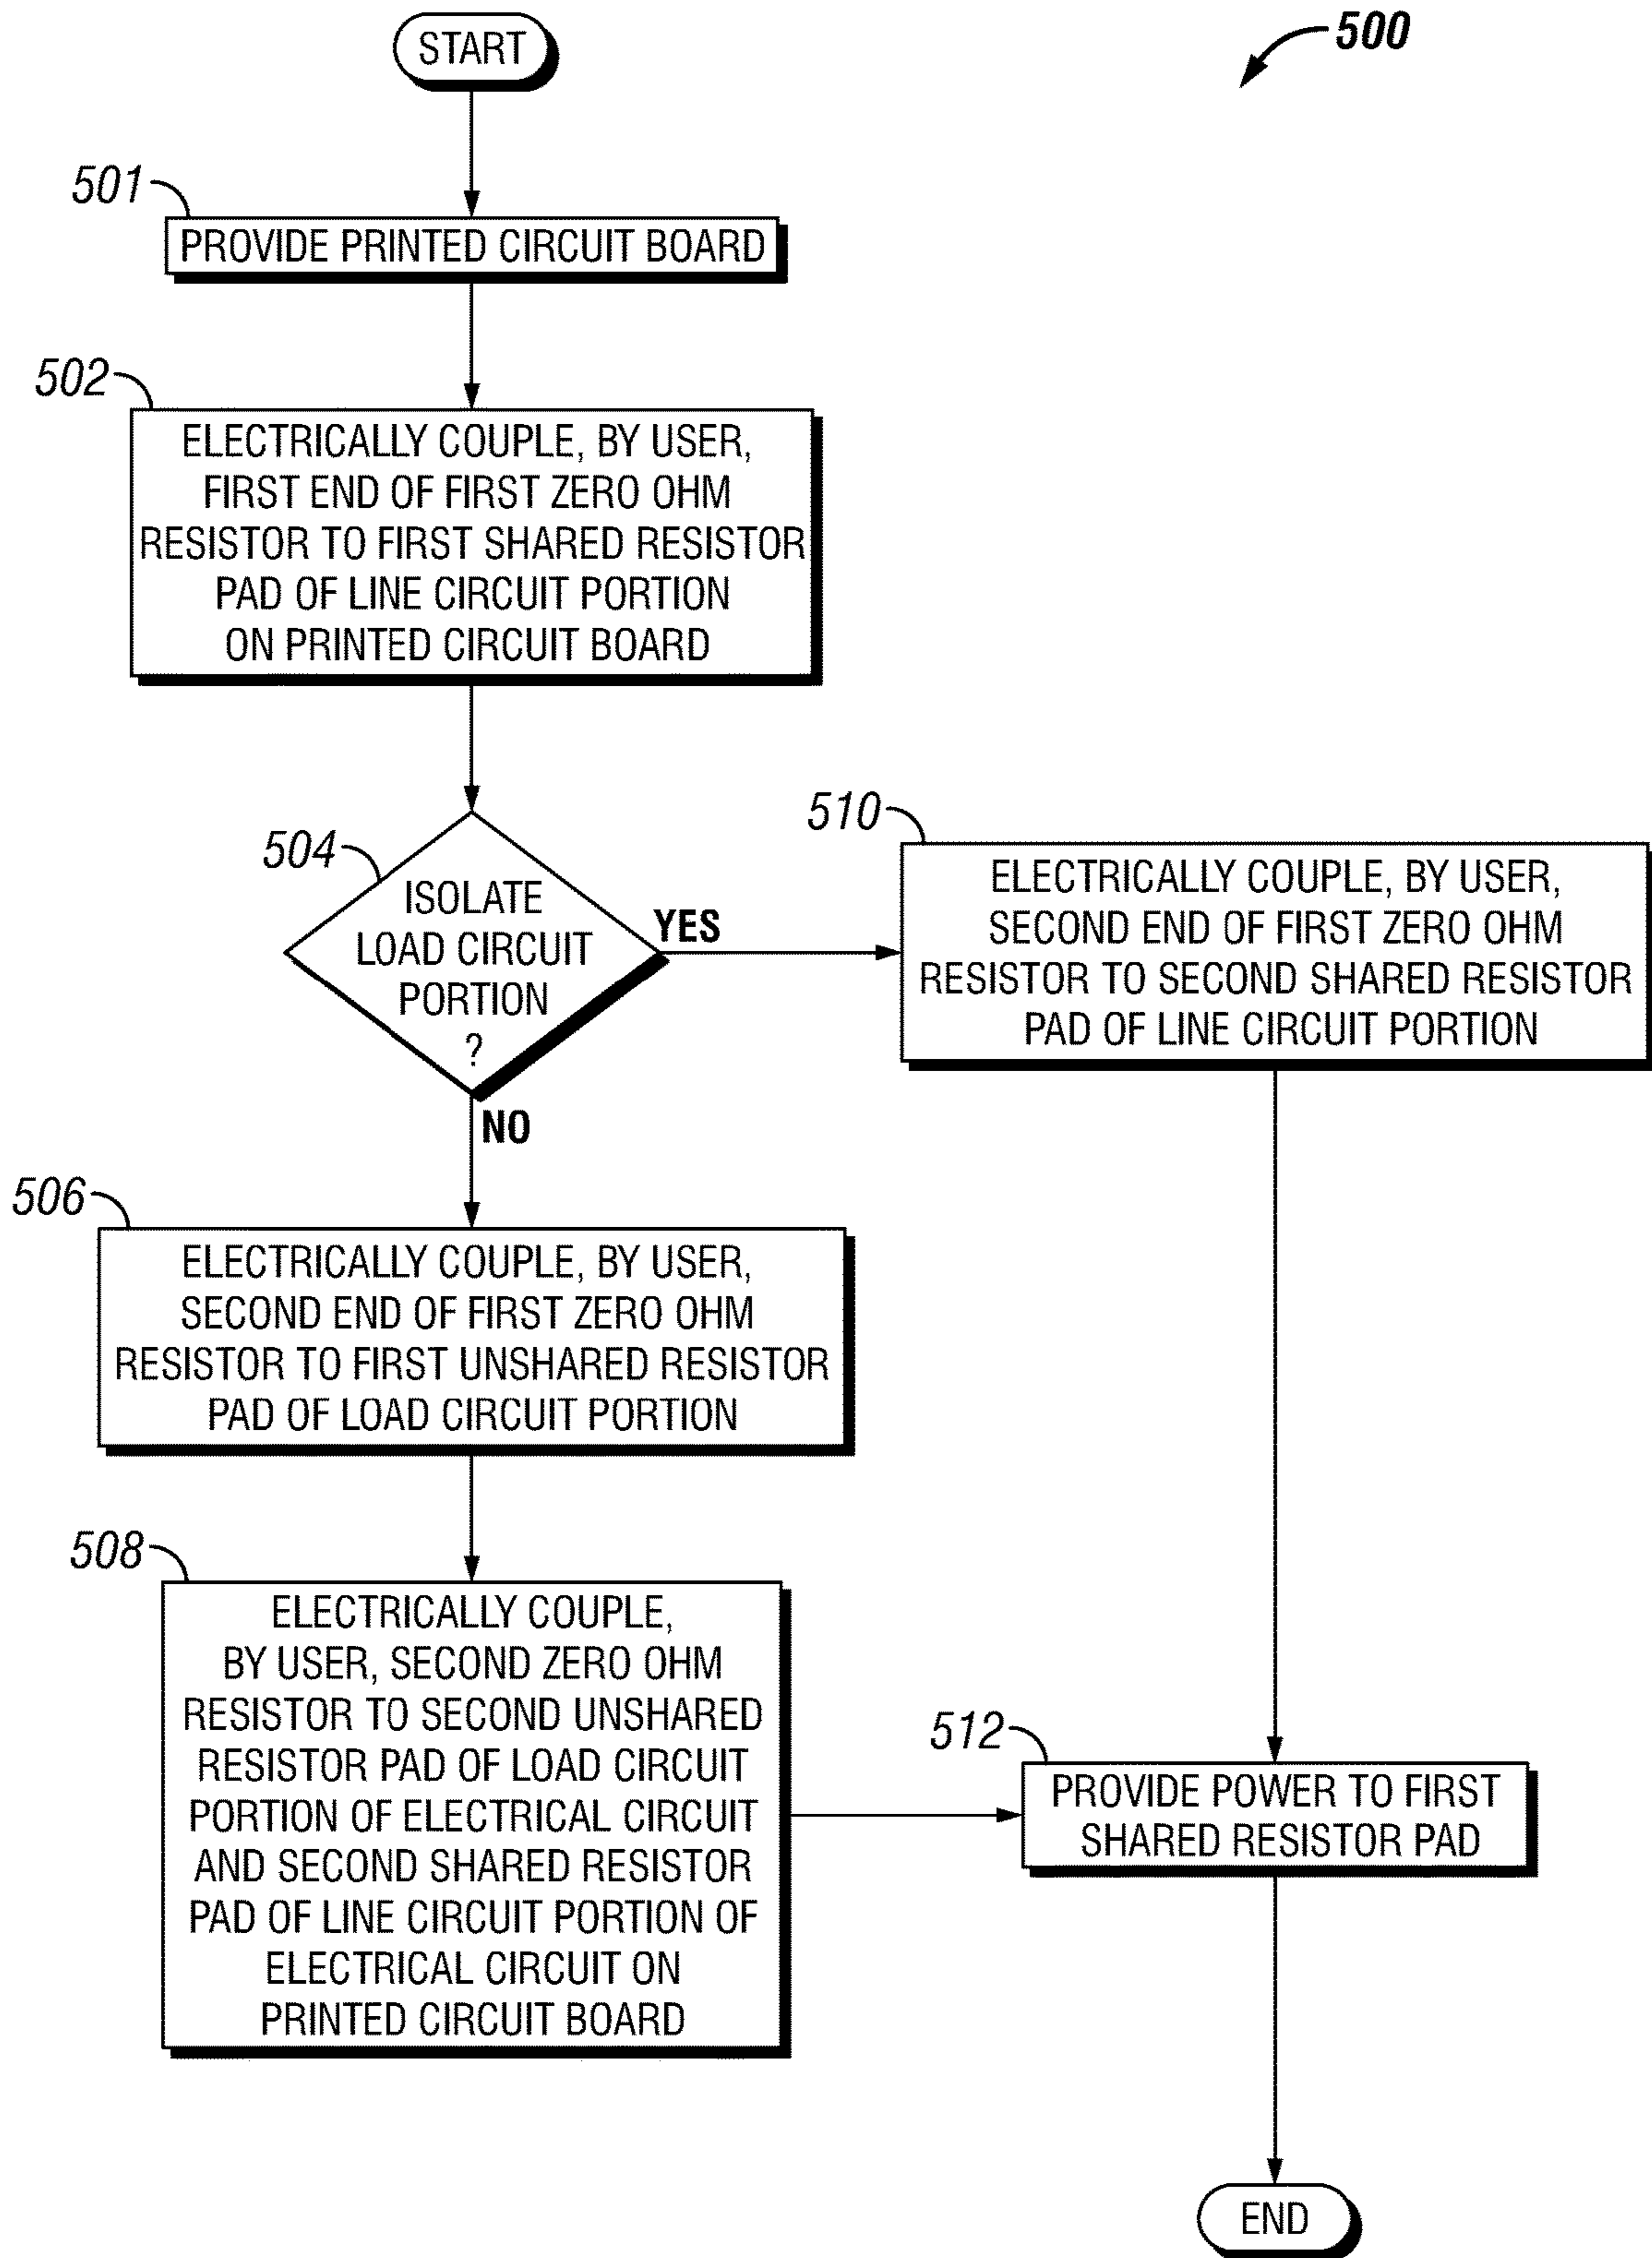 START
500
501
PROVIDE PRINTED CIRCUIT BOARD
502
ELECTRICALLY COUPLE, BY USER,
FIRST END OF FIRST ZERO OHM
RESISTOR TO FIRST SHARED RESISTOR
PAD OF LINE CIRCUIT PORTION
ON PRINTED CIRCUIT BOARD
504
ISOLATE
LOAD CIRCUIT
PORTION
?
YES
NO
510
ELECTRICALLY COUPLE, BY USER,
SECOND END OF FIRST ZERO OHM
RESISTOR TO SECOND SHARED RESISTOR
PAD OF LINE CIRCUIT PORTION
506
ELECTRICALLY COUPLE, BY USER,
SECOND END OF FIRST ZERO OHM
RESISTOR TO FIRST UNSHARED RESISTOR
PAD OF LOAD CIRCUIT PORTION
508
ELECTRICALLY COUPLE,
BY USER, SECOND ZERO OHM
RESISTOR TO SECOND UNSHARED
RESISTOR PAD OF LOAD CIRCUIT
PORTION OF ELECTRICAL CIRCUIT
AND SECOND SHARED RESISTOR
PAD OF LINE CIRCUIT PORTION OF
ELECTRICAL CIRCUIT ON
PRINTED CIRCUIT BOARD
512
PROVIDE POWER TO FIRST
SHARED RESISTOR PAD
END